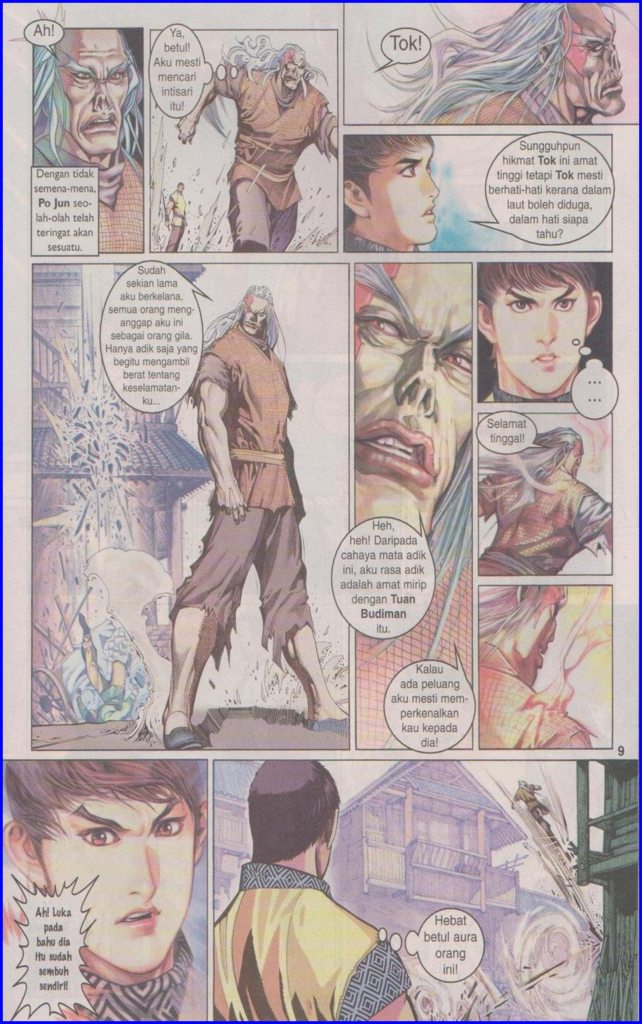 Ah!
Dengan tidak
semena-mena,
Po Jun seo-
lah-olah telah
teringat akan
sesuatu.
Ya,
betul!
Aku mesti
mencari
intisari
itu!
Tok!
Sungguhpun
hikmat Tok ini amat
tinggi tetapi Tok mesti
berhati-hati kerana dalam
laut boleh diduga,
dalam hati siapa
tahu?
Sudah
sekian lama
aku berkelana,
semua orang meng-
anggap aku ini
sebagai orang gila.
Hanya adik saja yang
begitu mengambil
berat tentang
keselamatan-
ku...
Heh,
heh! Daripada
cahaya mata adik
ini, aku rasa adik
adalah amat mirip
dengan Tuan
Budiman
itu.
Kalau
ada peluang
aku mesti mem-
perkenalkan
kau kepada
dia!
...
...
Selamat
tinggal!
9
Ah! Luka
pada
bahu dia
itu sudah
sembuh
sendiri!
Hebat
betul aura
orang
ini!